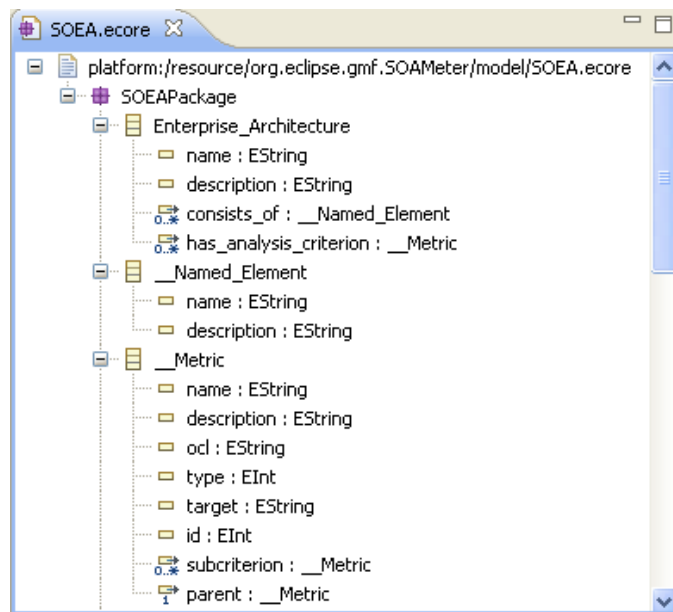 SOEA.ecore
platform:/resource/org.eclipse.gmf.SOAMeter/model/SOEA.ecore
SOEAPackage
Enterprise_Architecture
name : EString
description : EString
0..* consists_of : __Named_Element
0..* has_analysis_criterion : __Metric
__Named_Element
name : EString
description : EString
__Metric
name : EString
description : EString
ocl : EString
type : EInt
target : EString
id : EInt
0..* subcriterion : __Metric
1 parent : __Metric